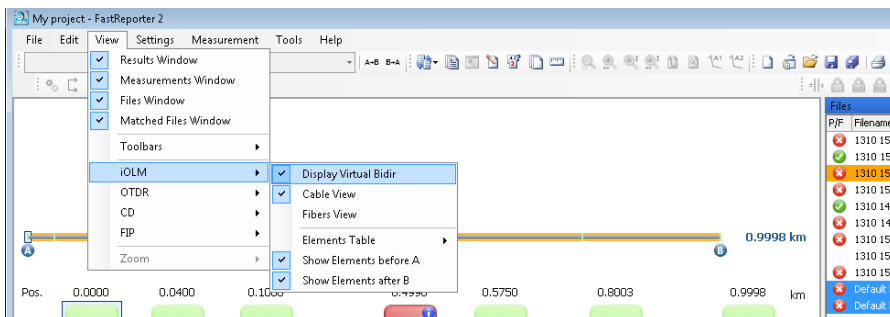 My project - FastReporter 2
File Edit View Settings Measurement Tools Help
A→B B→A
Results Window
Measurements Window
Files Window
Matched Files Window
Toolbars
iOLM
OTDR
CD
FIP
Zoom
Display Virtual Bidir
Cable View
Fibers View
Elements Table
Show Elements before A
Show Elements after B
Files
P/F Filename
1310 15
1310 15
1310 15
1310 15
1310 14
1310 14
1310 15
1310 15
1310 15
Default
Default
A
B
0.9998 km
Pos. 0.0000 0.0400 0.5750 0.8003 0.9998 km